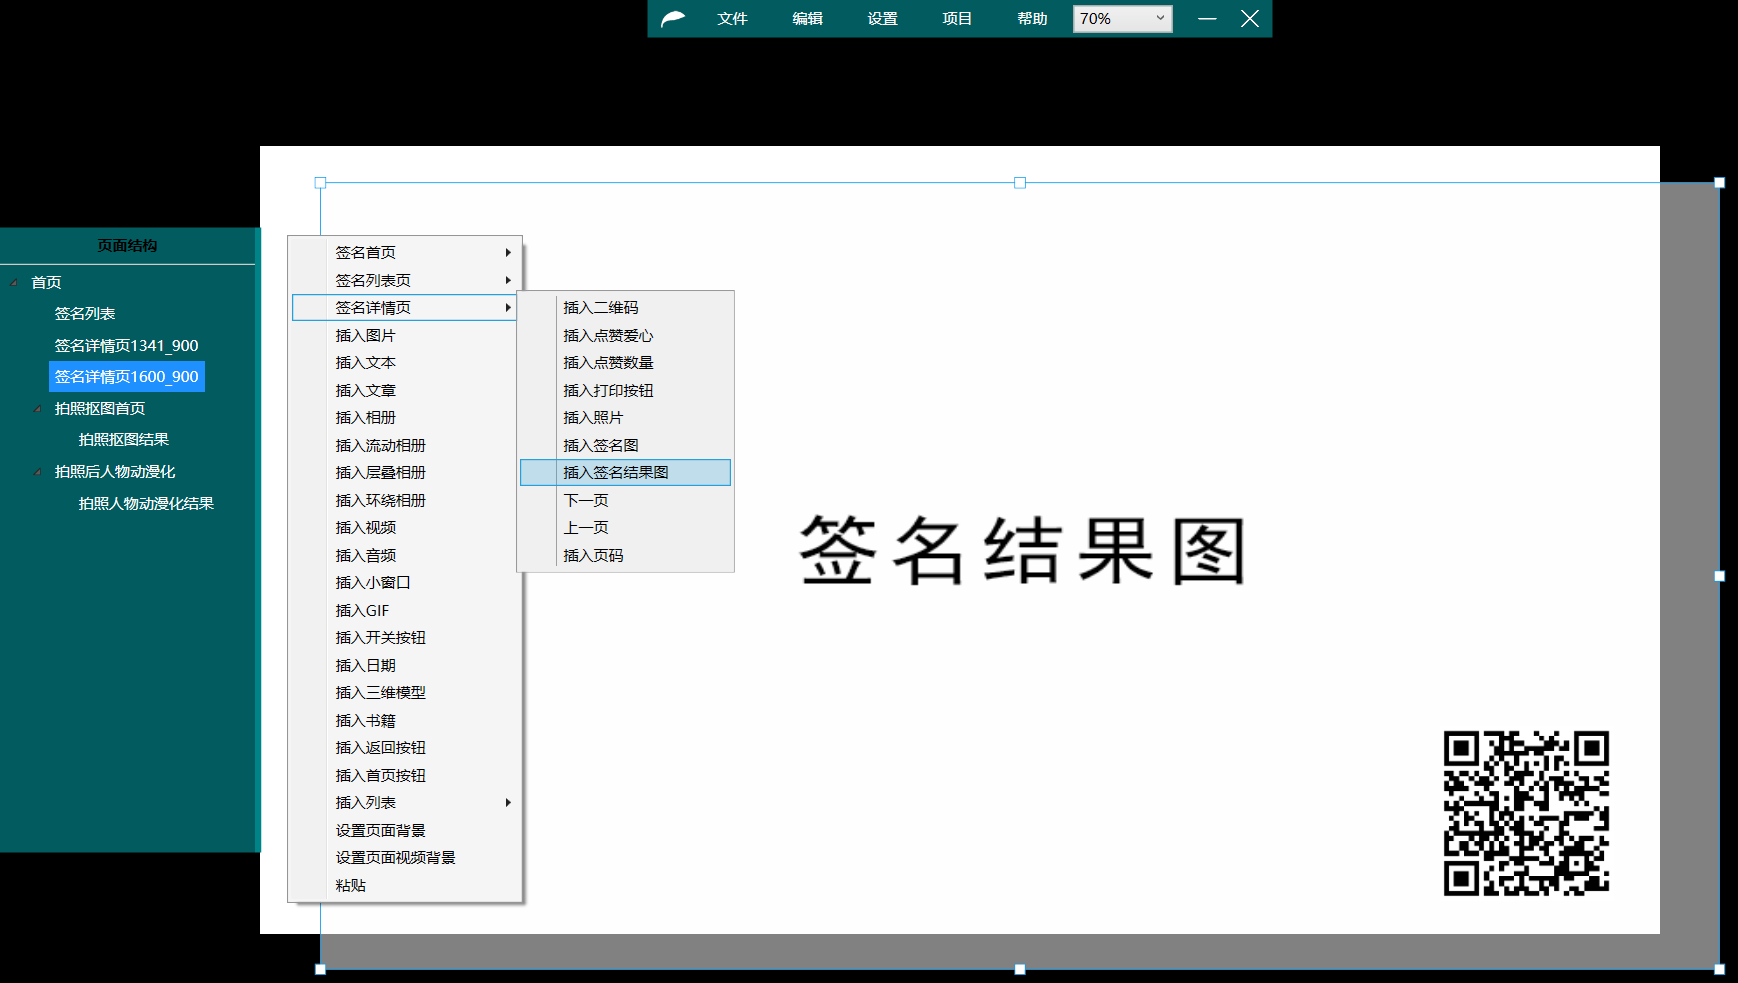 文件 编辑 设置 项目 帮助 70%
页面结构
首页
签名列表
签名详情页1341_900
签名详情页1600_900
拍照抠图首页
拍照抠图结果
拍照后人物动漫化
拍照人物动漫化结果
签名首页
签名列表页
签名详情页
插入图片
插入文本
插入文章
插入相册
插入流动相册
插入层叠相册
插入环绕相册
插入视频
插入音频
插入小窗口
插入GIF
插入开关按钮
插入日期
插入三维模型
插入书籍
插入返回按钮
插入首页按钮
插入列表
设置页面背景
设置页面视频背景
粘贴
插入二维码
插入点赞爱心
插入点赞数量
插入打印按钮
插入照片
插入签名图
插入签名结果图
下一页
上一页
插入页码
签名结果图